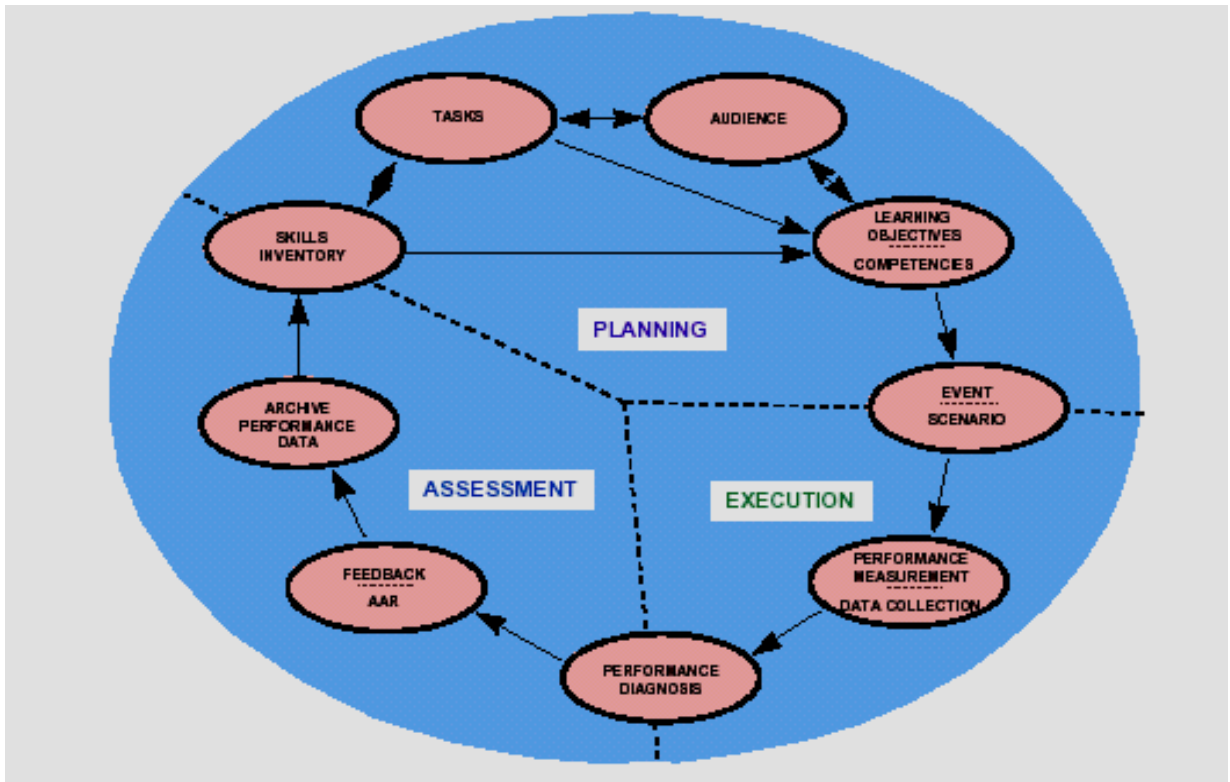 TASKS
AUDIENCE
SKILLS
INVENTORY
LEARNING
OBJECTIVES
COMPETENCIES
PLANNING
EVENT
SCENARIO
ARCHIVE
PERFORMANCE
DATA
ASSESSMENT
EXECUTION
FEEDBACK
AAR
PERFORMANCE
MEASUREMENT
DATA COLLECTION
PERFORMANCE
DIAGNOSIS